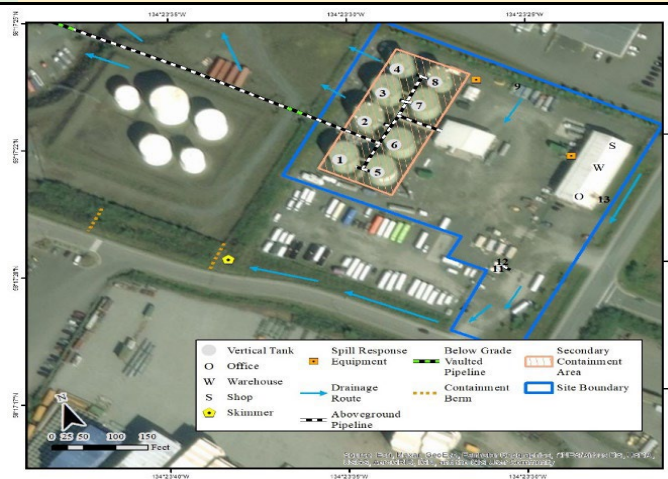 134°23'35"W
134°23'25"W
4
8
3
7
2
6
1
5
9
S
W
O
13
12
11
N
0 25 50 100 150
Feet
Vertical Tank
O Office
W Warehouse
S Shop
Skimmer
Spill Response
Equipment
Drainage
Route
Aboveground
Pipeline
Below Grade
Vaulted
Pipeline
Containment
Berm
Secondary
Containment
Area
Site Boundary
134°23'40"W
134°23'35"W
134°23'30"W